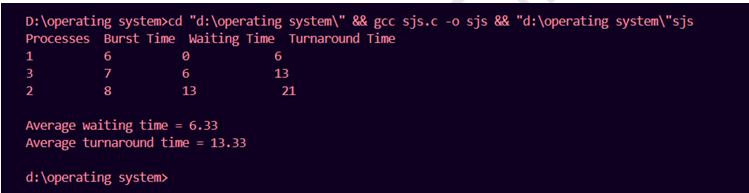 D:\operating system>cd "d:\operating system\" && gcc sjs.c -o sjs && "d:\operating system\"sjs
Processes  Burst Time  Waiting Time  Turnaround Time
1          6          0            6
3          7          6            13
2          8          13            21

Average waiting time = 6.33
Average turnaround time = 13.33

d:\operating system>